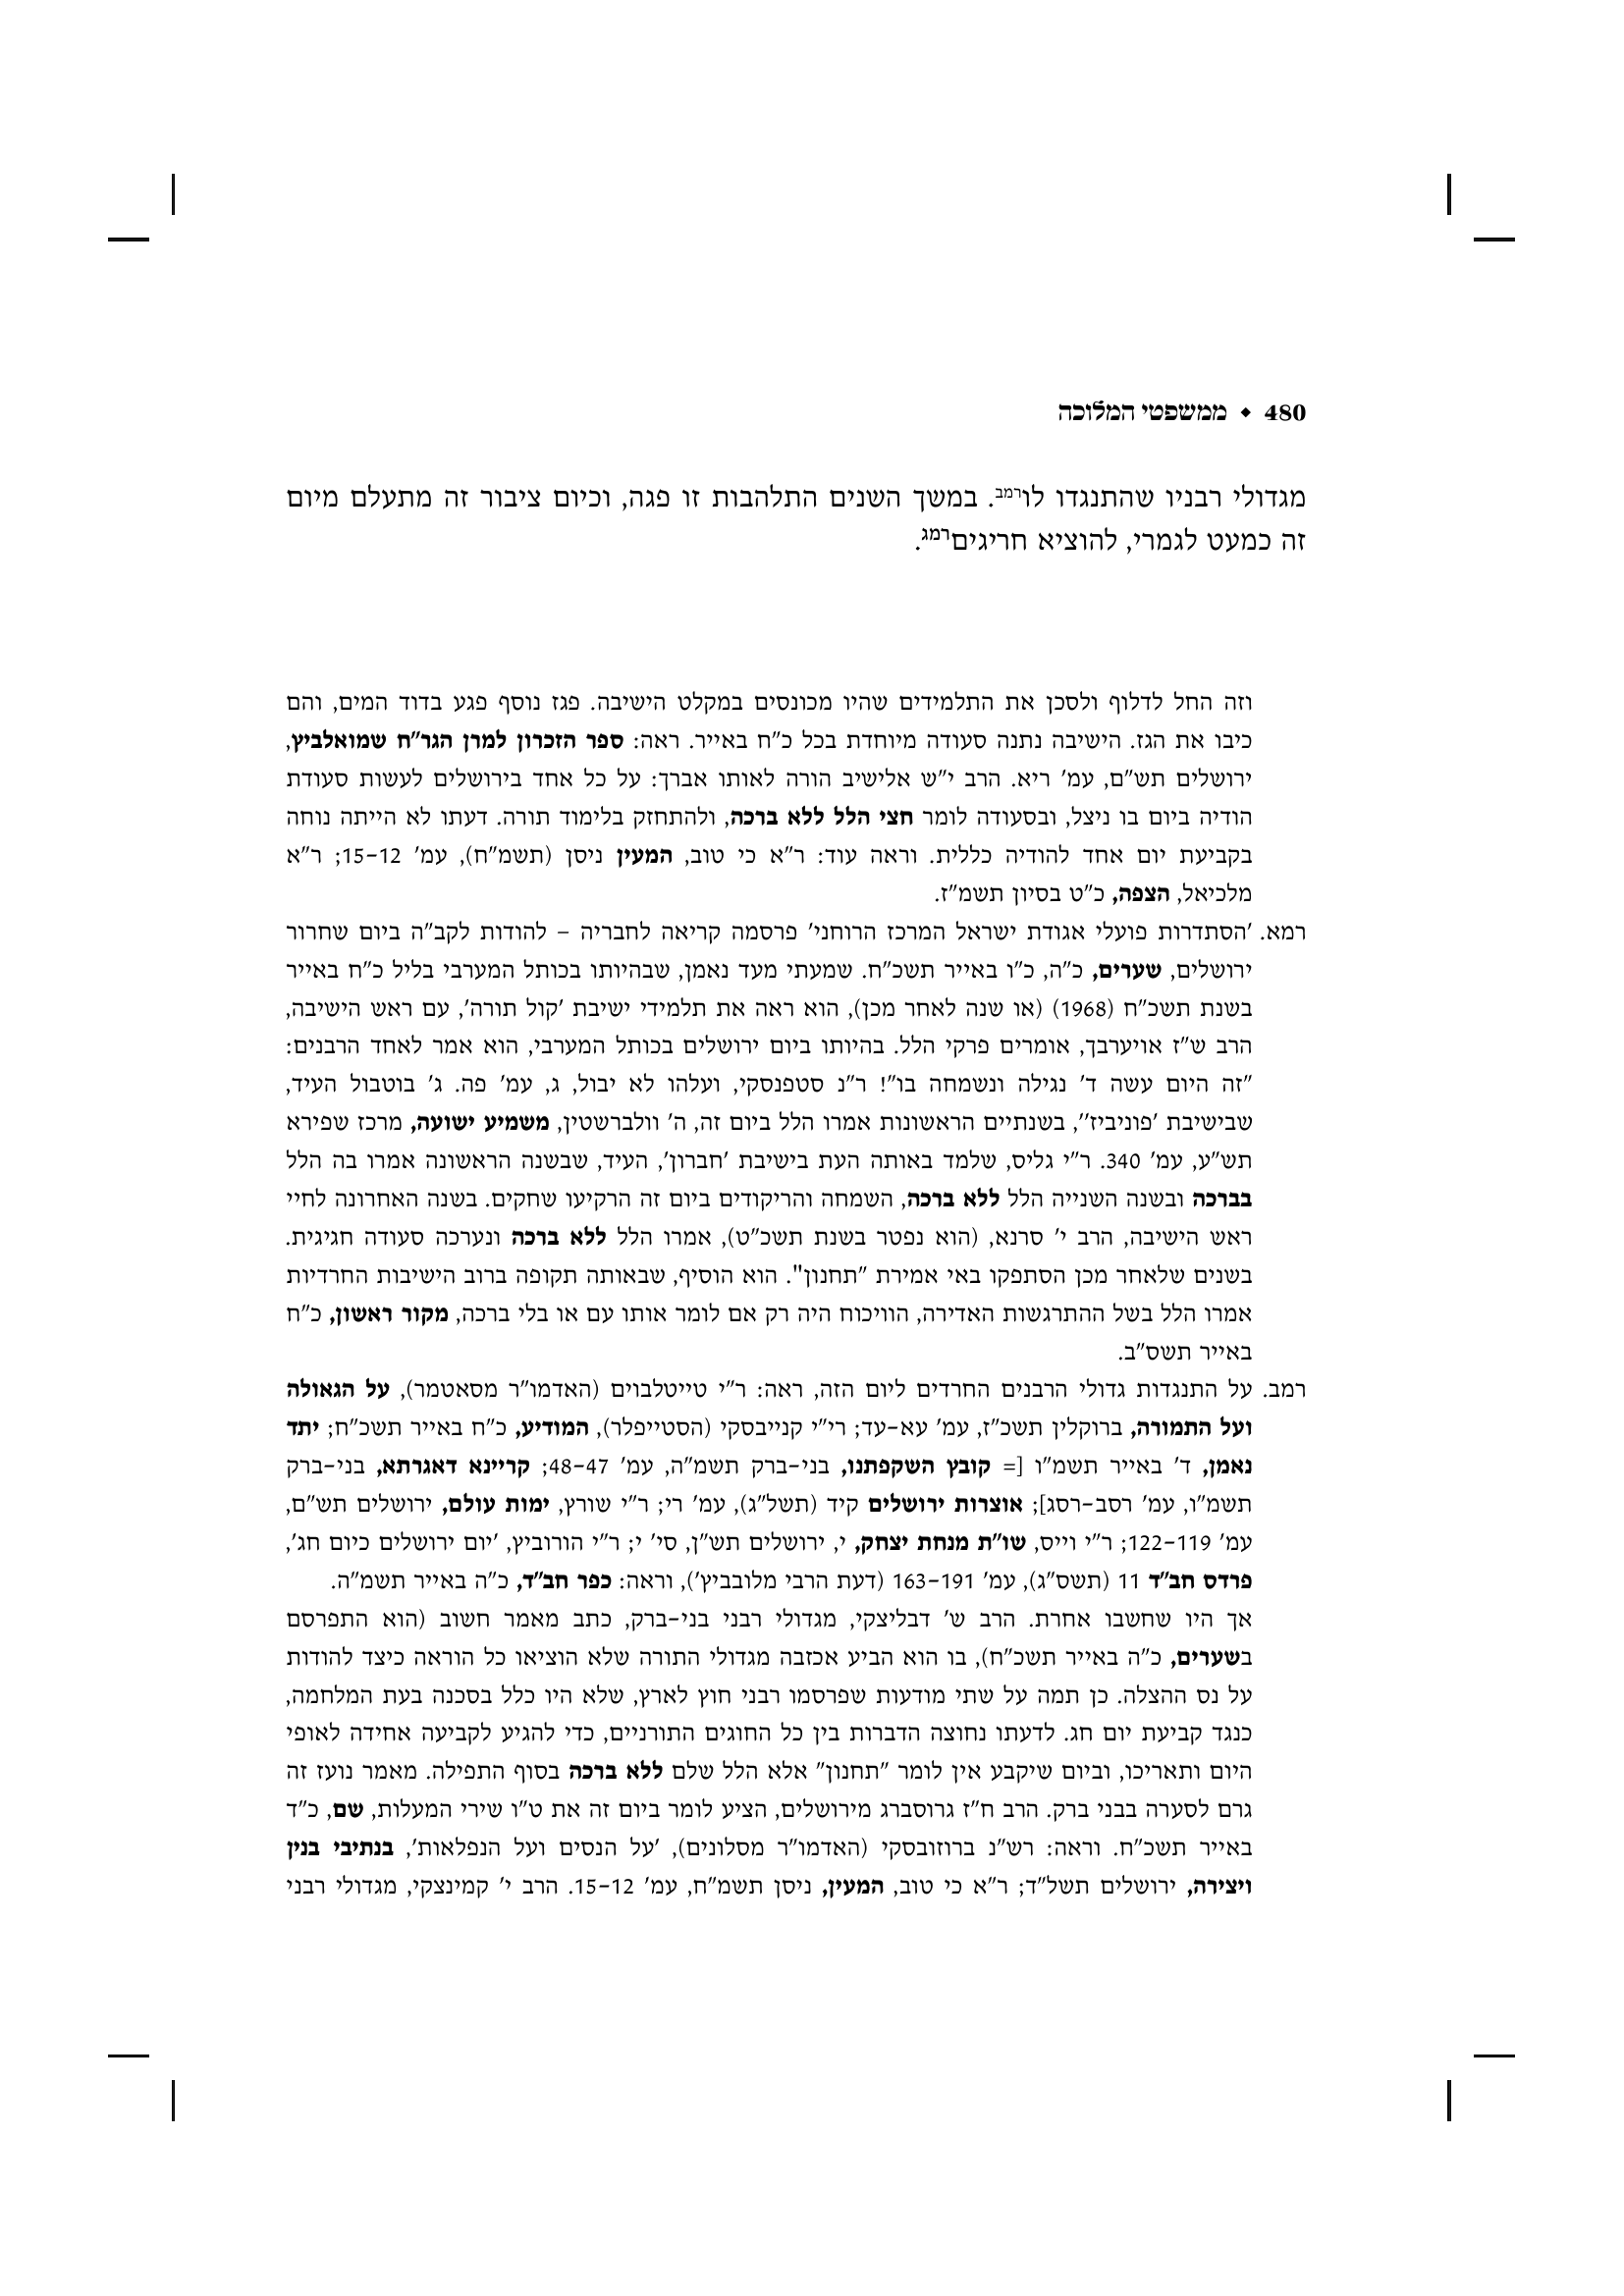 480 ◆ ממשפטי המלוכה
מגדולי רבניו שהתנגדו לורמב. במשך השנים התלהבות זו פגה, וכיום ציבור זה מתעלם מיום
זה כמעט לגמרי, להוציא חריגיםרמג.
וזה החל לדלוף ולסכן את התלמידים שהיו מכונסים במקלט הישיבה. פגז נוסף פגע בדוד המים, והם
כיבו את הגז. הישיבה נתנה סעודה מיוחדת בכל כ״ח באייר. ראה: ספר הזכרון למרן הגר״ח שמואלביץ,
ירושלים תש״ם, עמ׳ ריא. הרב י״ש אלישיב הורה לאותו אברך: על כל אחד בירושלים לעשות סעודת
הודיה ביום בו ניצל, ובסעודה לומר חצי הלל ללא ברכה, ולהתחזק בלימוד תורה. דעתו לא הייתה נוחה
בקביעת יום אחד להודיה כללית. וראה עוד: ר״א כי טוב, המעין ניסן (תשמ״ח), עמ׳ 12–15; ר״א
מלכיאל, הצפה, כ״ט בסיון תשמ״ז.
רמא. ׳הסתדרות פועלי אגודת ישראל המרכז הרוחני׳ פרסמה קריאה לחבריה – להודות לקב״ה ביום שחרור
ירושלים, שערים, כ״ה, כ״ו באייר תשכ״ח. שמעתי מעד נאמן, שבהיותו בכותל המערבי בליל כ״ח באייר
בשנת תשכ״ח (1968) (או שנה לאחר מכן), הוא ראה את תלמידי ישיבת ׳קול תורה׳, עם ראש הישיבה,
הרב ש״ז אויערבך, אומרים פרקי הלל. בהיותו ביום ירושלים בכותל המערבי, הוא אמר לאחד הרבנים:
״זה היום עשה ד׳ נגילה ונשמחה בו״! ר״נ סטפנסקי, ועלהו לא יבול, ג, עמ׳ פה. ג׳ בוטבול העיד,
שבישיבת ׳פוניביז׳׳, בשנתיים הראשונות אמרו הלל ביום זה, ה׳ וולברשטין, משמיע ישועה, מרכז שפירא
תש״ע, עמ׳ 340. ר״י גליס, שלמד באותה העת בישיבת ׳חברון׳, העיד, שבשנה הראשונה אמרו בה הלל
בברכה ובשנה השנייה הלל ללא ברכה, השמחה והריקודים ביום זה הרקיעו שחקים. בשנה האחרונה לחיי
ראש הישיבה, הרב י׳ סרנא, (הוא נפטר בשנת תשכ״ט), אמרו הלל ללא ברכה ונערכה סעודה חגיגית.
בשנים שלאחר מכן הסתפקו באי אמירת ״תחנון". הוא הוסיף, שבאותה תקופה ברוב הישיבות החרדיות
אמרו הלל בשל ההתרגשות האדירה, הוויכוח היה רק אם לומר אותו עם או בלי ברכה, מקור ראשון, כ״ח
באייר תשס״ב.
רמב. על התנגדות גדולי הרבנים החרדים ליום הזה, ראה: ר״י טייטלבוים (האדמו״ר מסאטמר), על הגאולה
ועל התמורה, ברוקלין תשכ״ז, עמ׳ עא–עד; רי״י קנייבסקי (הסטייפלר), המודיע, כ״ח באייר תשכ״ח; יתד
נאמן, ד׳ באייר תשמ״ו [= קובץ השקפתנו, בני–ברק תשמ״ה, עמ׳ 47–48; קריינא דאגרתא, בני–ברק
תשמ״ו, עמ׳ רסב–רסג]; אוצרות ירושלים קיד (תשל״ג), עמ׳ רי; ר״י שורץ, ימות עולם, ירושלים תש״ם,
עמ׳ 119–122; ר״י וייס, שו״ת מנחת יצחק, י, ירושלים תש״ן, סי׳ י; ר״י הורוביץ, ׳יום ירושלים כיום חג׳,
פרדס חב״ד 11 (תשס״ג), עמ׳ 191–163 (דעת הרבי מלובביץ׳), וראה: כפר חב״ד, כ״ה באייר תשמ״ה.
אך היו שחשבו אחרת. הרב ש׳ דבליצקי, מגדולי רבני בני–ברק, כתב מאמר חשוב (הוא התפרסם
בשערים, כ״ה באייר תשכ״ח), בו הוא הביע אכזבה מגדולי התורה שלא הוציאו כל הוראה כיצד להודות
על נס ההצלה. כן תמה על שתי מודעות שפרסמו רבני חוץ לארץ, שלא היו כלל בסכנה בעת המלחמה,
כנגד קביעת יום חג. לדעתו נחוצה הדברות בין כל החוגים התורניים, כדי להגיע לקביעה אחידה לאופי
היום ותאריכו, וביום שיקבע אין לומר ״תחנון״ אלא הלל שלם ללא ברכה בסוף התפילה. מאמר נועז זה
גרם לסערה בבני ברק. הרב ח״ז גרוסברג מירושלים, הציע לומר ביום זה את ט״ו שירי המעלות, שם, כ״ד
באייר תשכ״ח. וראה: רש״נ ברוזובסקי (האדמו״ר מסלונים), ׳על הנסים ועל הנפלאות׳, בנתיבי בנין
ויצירה, ירושלים תשל״ד; ר״א כי טוב, המעין, ניסן תשמ״ח, עמ׳ 12–15. הרב י׳ קמינצקי, מגדולי רבני